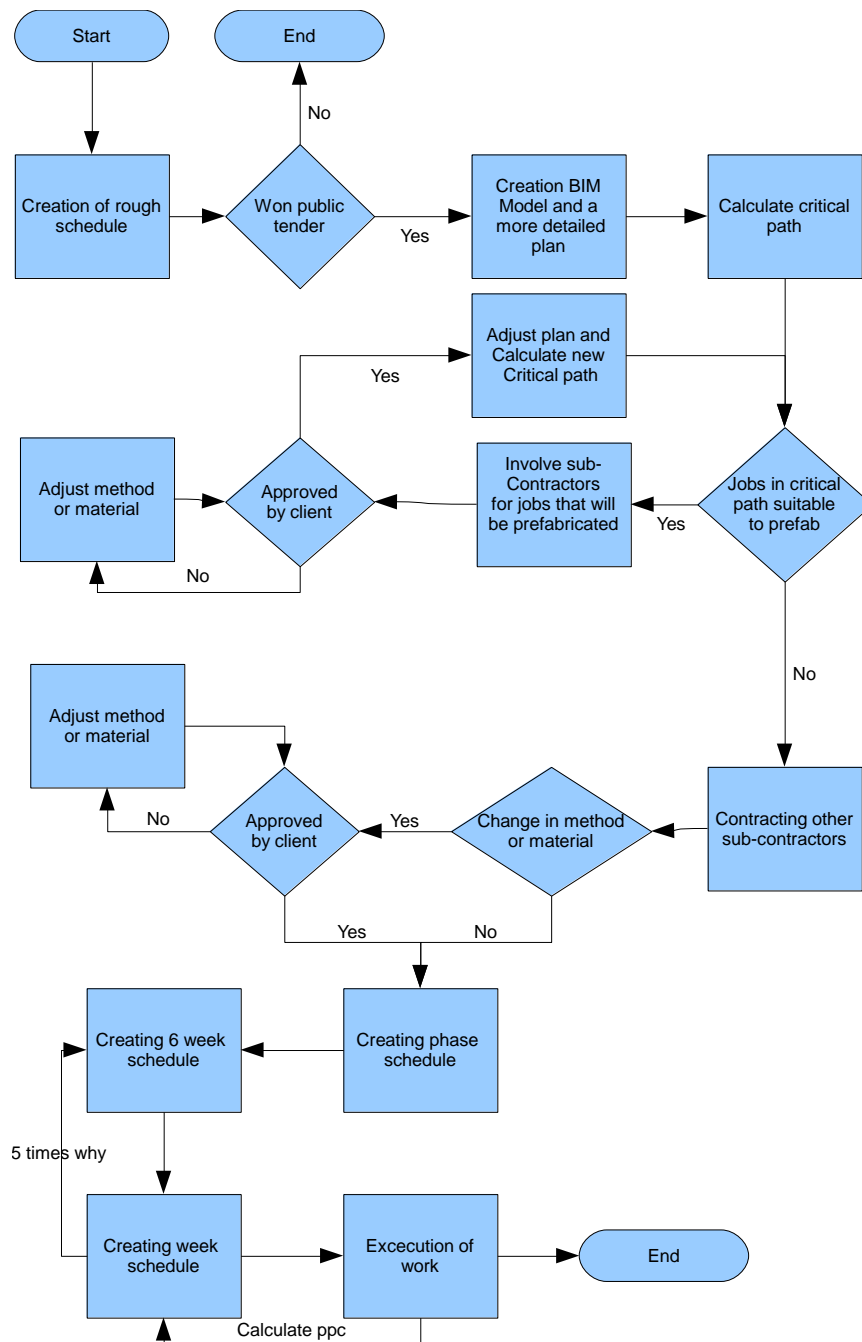 Start
End
No
Creation of rough
schedule
Won public
tender
Yes
Creation BIM
Model and a
more detailed
plan
Calculate critical
path
Adjust plan and
Calculate new
Critical path
Yes
Adjust method
or material
Approved
by client
Involve sub-
Contractors
for jobs that will
be prefabricated
Yes
Jobs in critical
path suitable
to prefab
No
No
Adjust method
or material
No
Approved
by client
Yes
Change in method
or material
Contracting other
sub-contractors
Yes
No
Creating 6 week
schedule
Creating phase
schedule
5 times why
Creating week
schedule
Excecution of
work
End
Calculate ppc